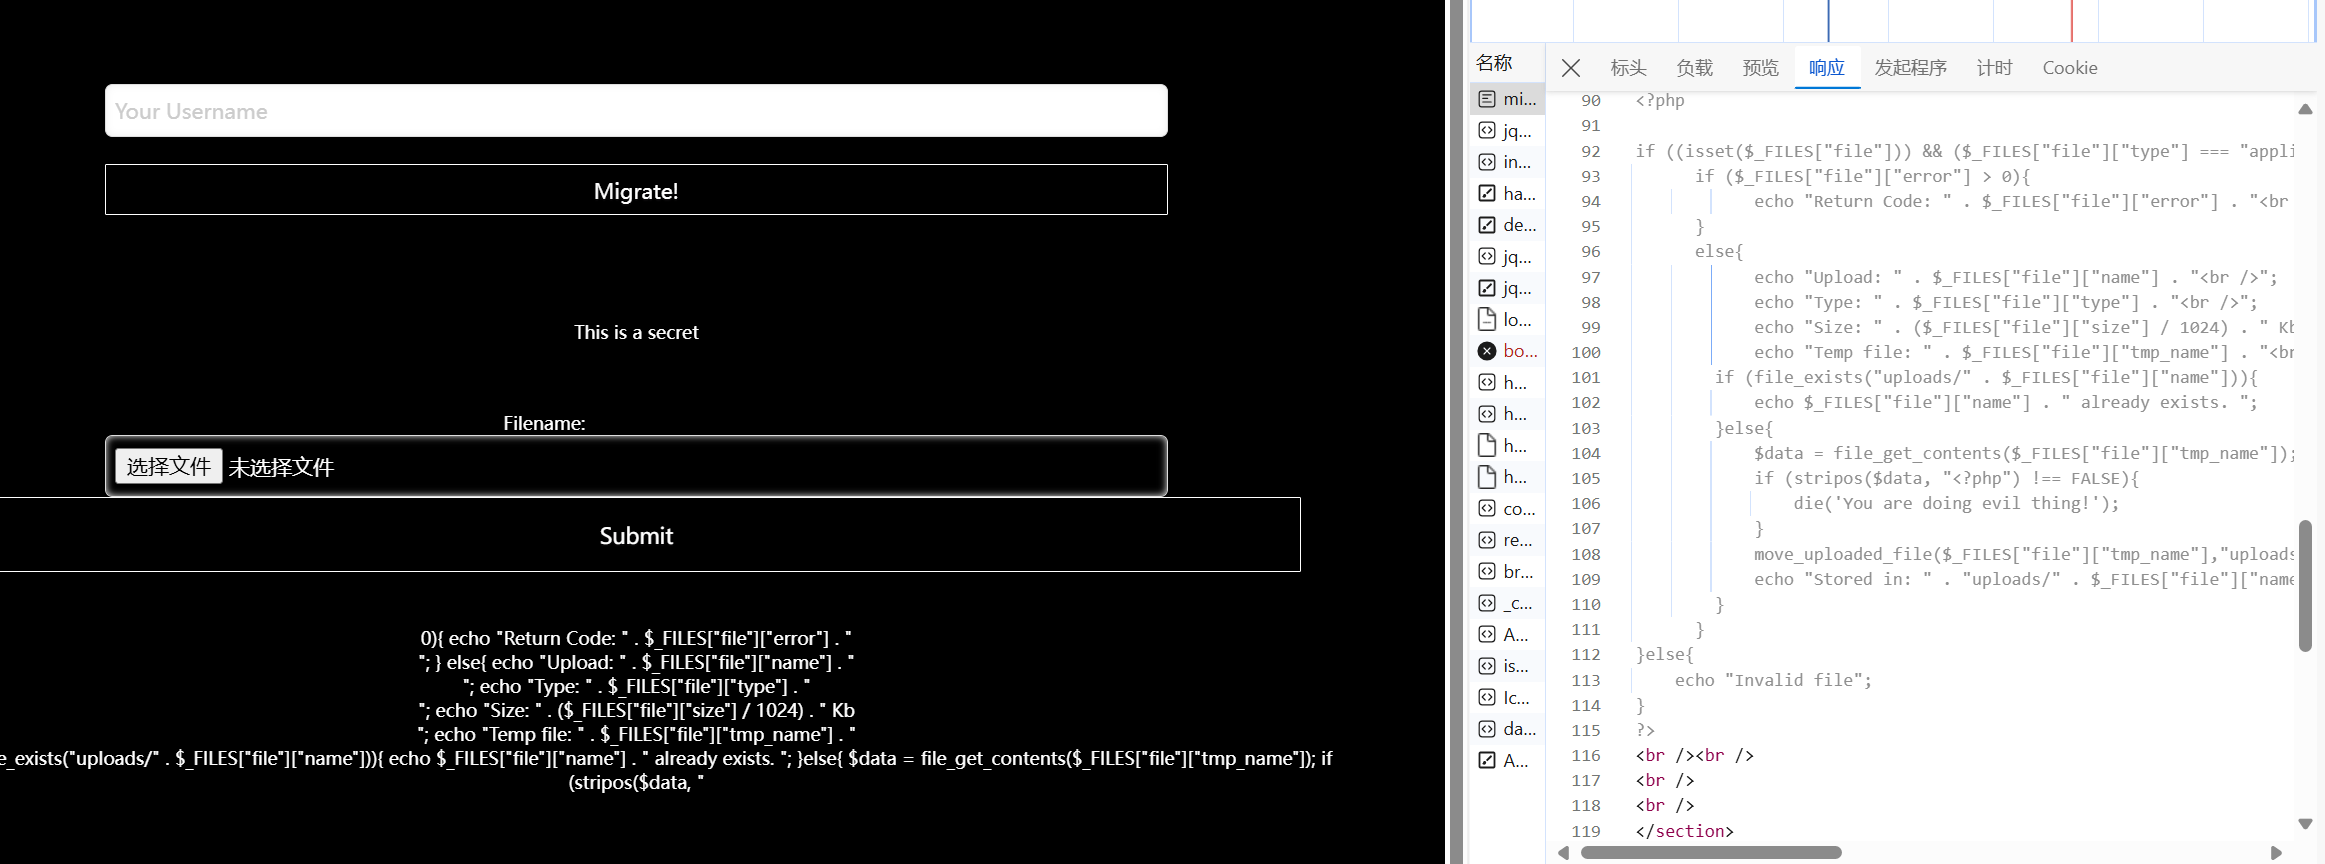 Your Username
Migrate!
This is a secret
Filename:
选择文件 未选择文件
Submit
0){ echo "Return Code: " . $_FILES["file"]["error"] . "
"; } else{ echo "Upload: " . $_FILES["file"]["name"] . "
"; echo "Type: " . $_FILES["file"]["type"] . "
"; echo "Size: " . ($_FILES["file"]["size"] / 1024) . " Kb
"; echo "Temp file: " . $_FILES["file"]["tmp_name"] . "
e_exists("uploads/" . $_FILES["file"]["name"])){ echo $_FILES["file"]["name"] . " already exists. "; }else{ $data = file_get_contents($_FILES["file"]["tmp_name"]); if
(stripos($data, "
名称
mi...
jq...
in...
ha...
de...
jq...
jq...
lo...
bo...
h...
h...
h...
h...
co...
re...
br...
_c...
A...
is...
lc...
da...
A...
标头 负载 预览 响应 发起程序 计时 Cookie
90 <?php
91
92 if ((isset($_FILES["file"])) && ($_FILES["file"]["type"] === "appli
93 if ($_FILES["file"]["error"] > 0){
94 echo "Return Code: " . $_FILES["file"]["error"] . "<br
95 }
96 else{
97 echo "Upload: " . $_FILES["file"]["name"] . "<br />";
98 echo "Type: " . $_FILES["file"]["type"] . "<br />";
99 echo "Size: " . ($_FILES["file"]["size"] / 1024) . " Kb
100 echo "Temp file: " . $_FILES["file"]["tmp_name"] . "<br
101 if (file_exists("uploads/" . $_FILES["file"]["name"])){
102 echo $_FILES["file"]["name"] . " already exists. ";
103 }else{
104 $data = file_get_contents($_FILES["file"]["tmp_name"]);
105 if (stripos($data, "<?php") !== FALSE){
106 die('You are doing evil thing!');
107 }
108 move_uploaded_file($_FILES["file"]["tmp_name"],"uploads
109 echo "Stored in: " . "uploads/" . $_FILES["file"]["name
110 }
111 }
112 }else{
113 echo "Invalid file";
114 }
115 ?>
116 <br /><br />
117 <br />
118 <br />
119 </section>